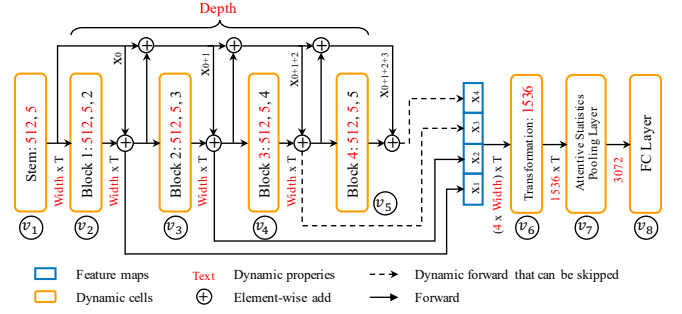 Depth
X0
X0+1
X0+1+2
X0+1+2+3
Stem: 512, 5
Width x T
Block 1: 512, 5, 2
Width x T
Block 2: 512, 5, 3
Width x T
Block 3: 512, 5, 4
Width x T
Block 4: 512, 5, 5
X4
X3
X2
X1
(4 x Width) x T
Transformation: 1536
1536 x T
Attentive Statistics
Pooling Layer
3072
FC Layer
v1
v2
v3
v4
v5
v6
v7
v8
Feature maps
Text
Dynamic properies
Dynamic forward that can be skipped
Dynamic cells
Element-wise add
Forward